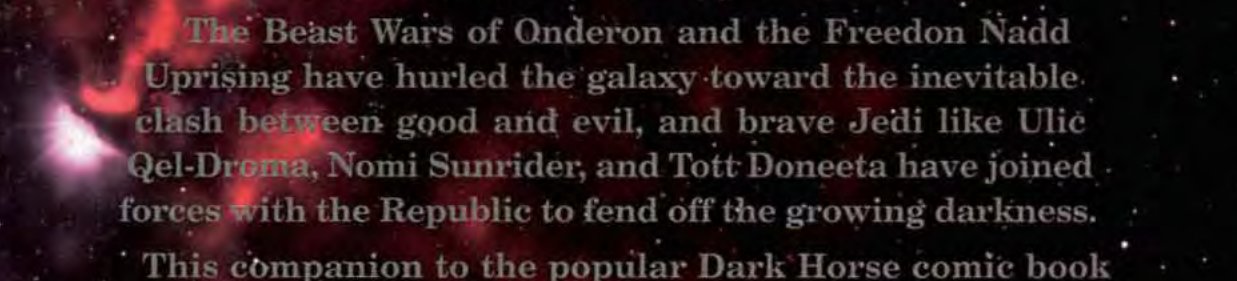 The Beast Wars of Onderon and the Freedon Nadd
Uprising have hurled the galaxy toward the inevitable
clash between good and evil, and brave Jedi like Ulic
Qel-Droma, Nomi Sunrider, and Tott Doneeta have joined
forces with the Republic to fend off the growing darkness.
This companion to the popular Dark Horse comic book